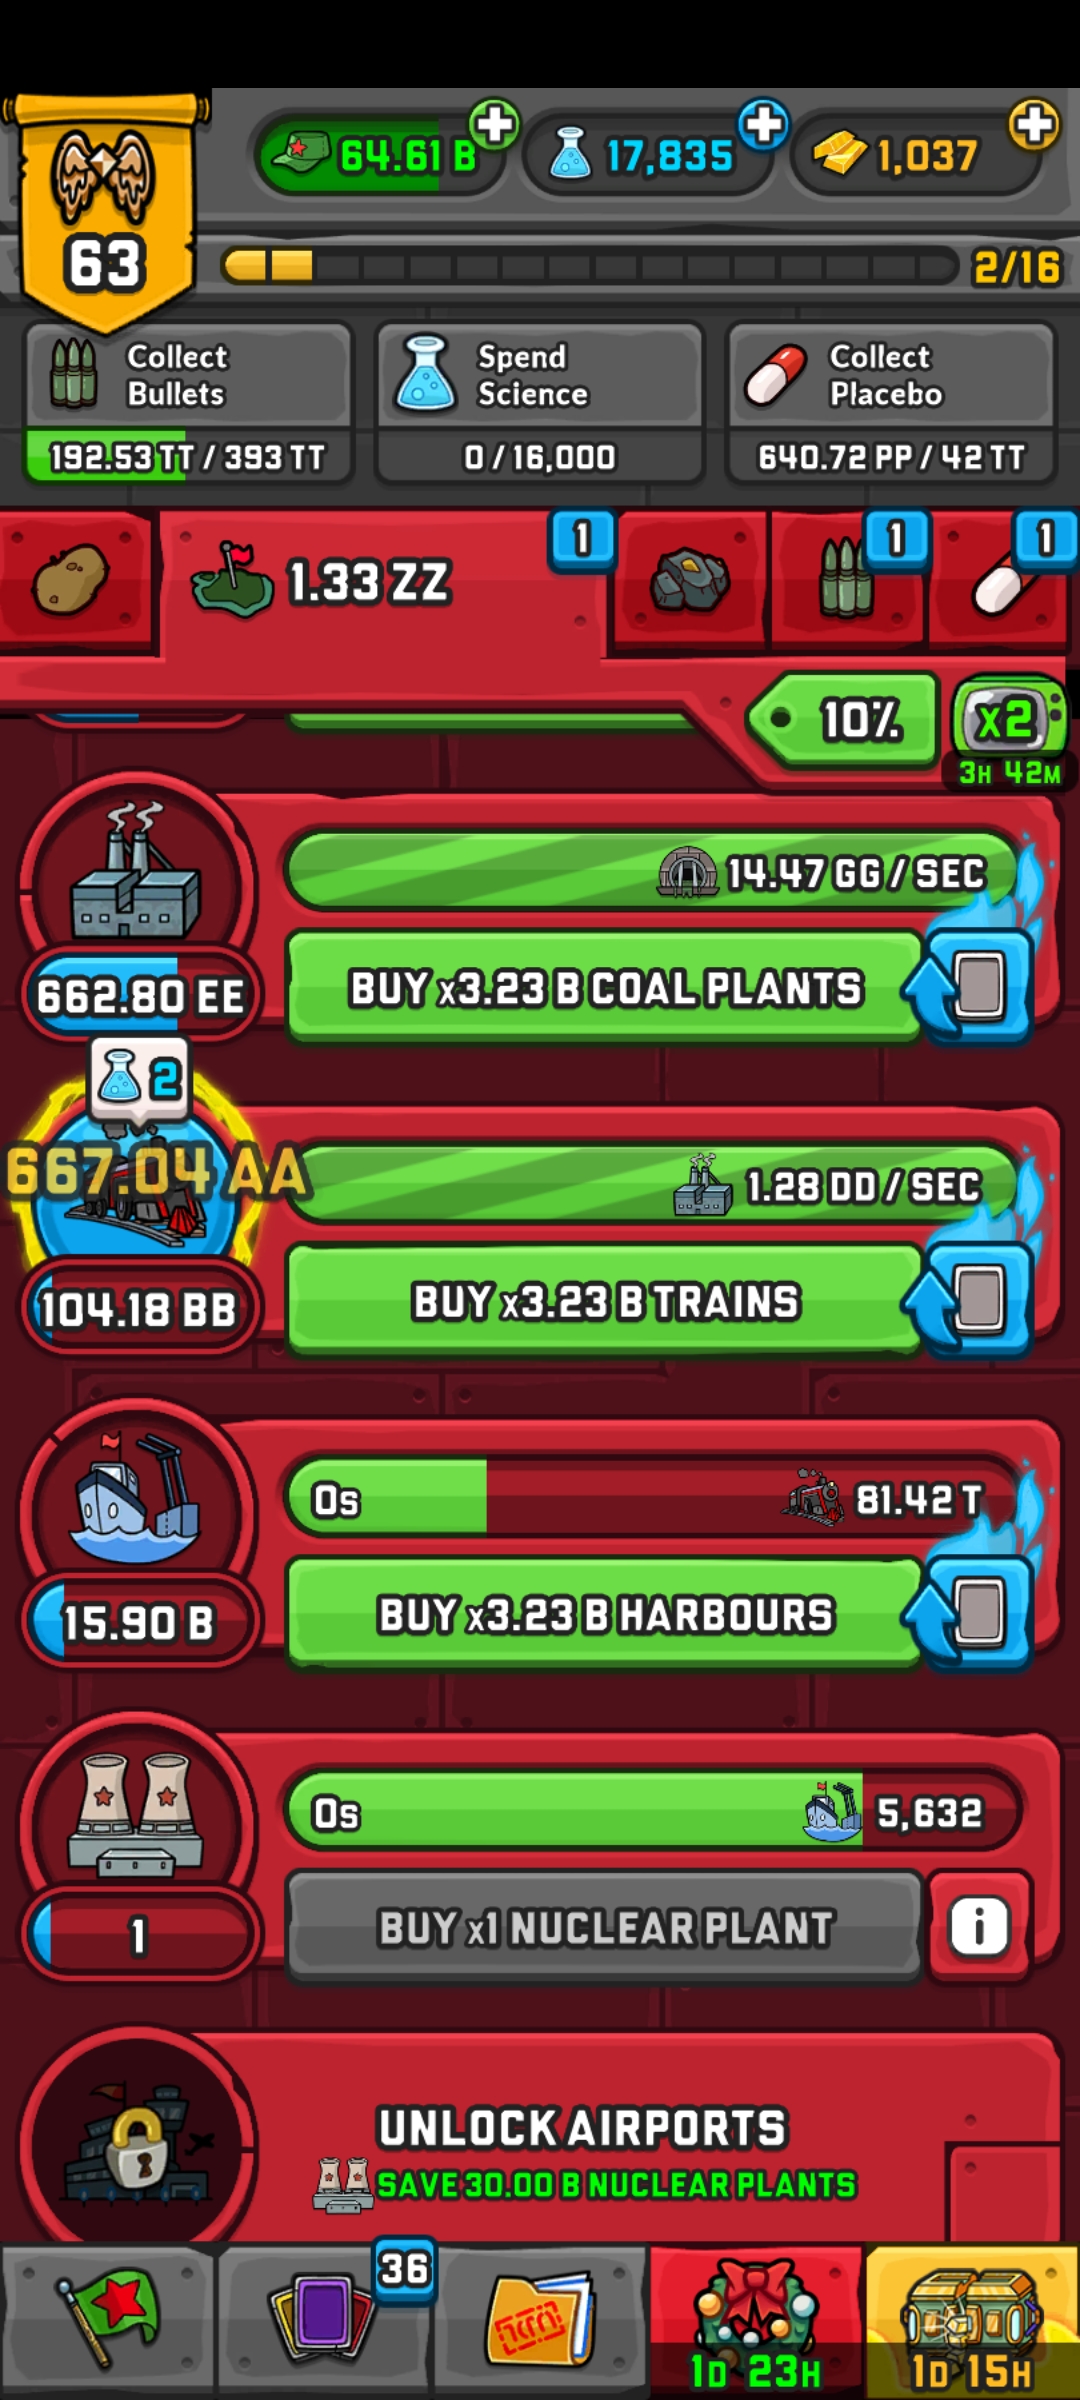 64.61 B
17,835
1,037
63
2/16
Collect
Bullets
192.53 TT / 393 TT
Spend
Science
0 / 16,000
Collect
Placebo
640.72 PP / 42 TT
1.33 ZZ
1
1
1
10%
x2
3H 42M
14.47 GG / SEC
662.80 EE
BUY x3.23 B COAL PLANTS
2
667.04 AA
1.28 DD / SEC
104.18 BB
BUY x3.23 B TRAINS
0s
81.42 T
15.90 B
BUY x3.23 B HARBOURS
0s
5,632
1
BUY x1 NUCLEAR PLANT
i
UNLOCK AIRPORTS
SAVE 30.00 B NUCLEAR PLANTS
36
1D 23H
1D 15H